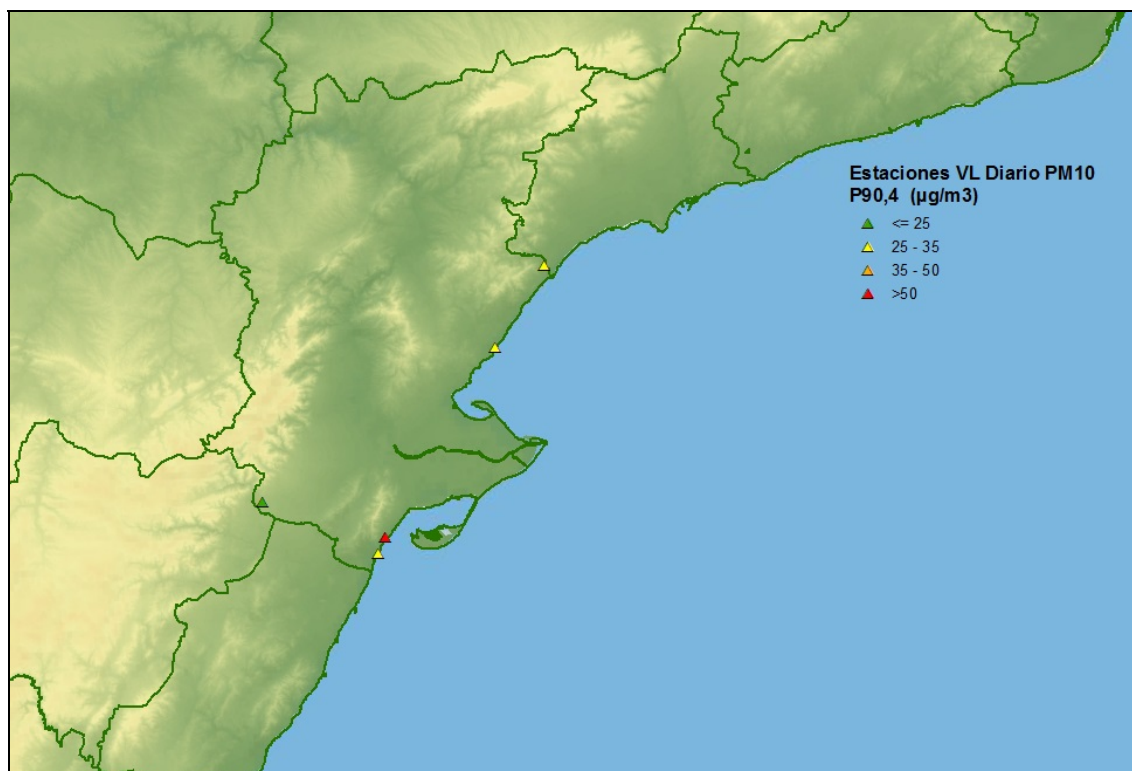 Estaciones VL Diario PM10
P90,4 (µg/m3)
<= 25
25 - 35
35 - 50
>50